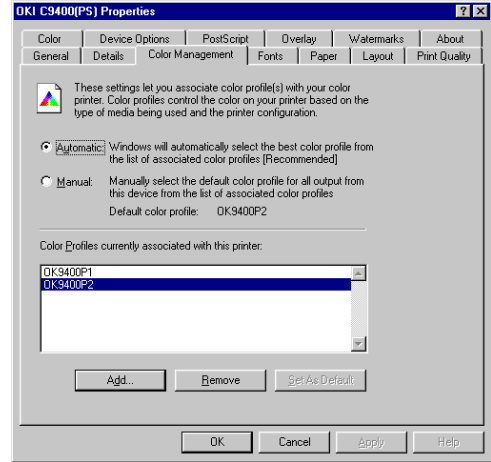 OKI C9400(PS) Properties
Color Device Options PostScript Overlay Watermarks About
General Details Color Management Fonts Paper Layout Print Quality
These settings let you associate color profile(s) with your color
printer. Color profiles control the color on your printer based on the
type of media being used and the printer configuration.
Automatic: Windows will automatically select the best color profile from
the list of associated color profiles (Recommended)
Manual: Manually select the default color profile for all output from
this device from the list of associated color profiles
Default color profile: OK9400P2
Color Profiles currently associated with this printer:
OK9400P1
OK9400P2
Add... Remove Set As Default
OK Cancel Apply Help